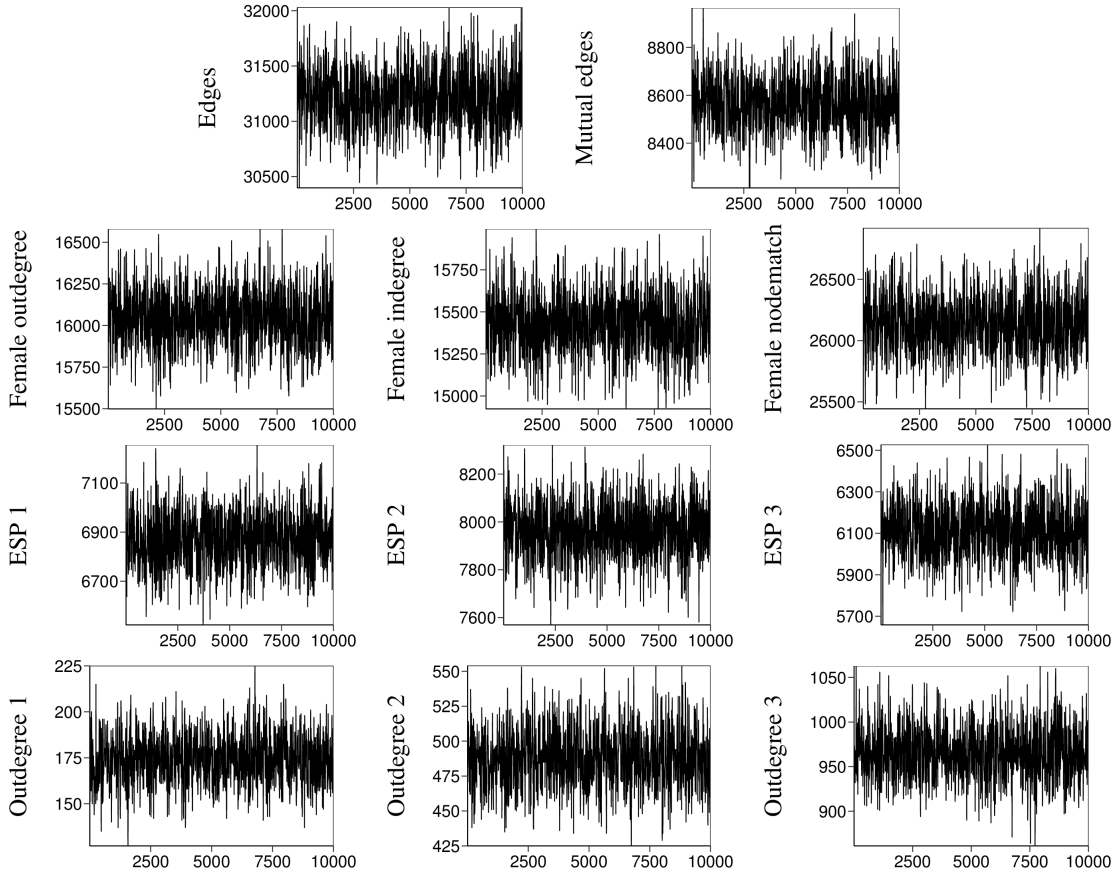 Edges
32000
31500
31000
30500
2500 5000 7500 10000
Mutual edges
8800
8600
8400
2500 5000 7500 10000
Female outdegree
16500
16250
16000
15750
15500
2500 5000 7500 10000
Female indegree
15750
15500
15250
15000
2500 5000 7500 10000
Female nodematch
26500
26000
25500
2500 5000 7500 10000
ESP 1
7100
6900
6700
2500 5000 7500 10000
ESP 2
8200
8000
7800
7600
2500 5000 7500 10000
ESP 3
6500
6300
6100
5900
5700
2500 5000 7500 10000
Outdegree 1
225
200
175
150
2500 5000 7500 10000
Outdegree 2
550
525
500
475
450
425
2500 5000 7500 10000
Outdegree 3
1050
1000
950
900
2500 5000 7500 10000